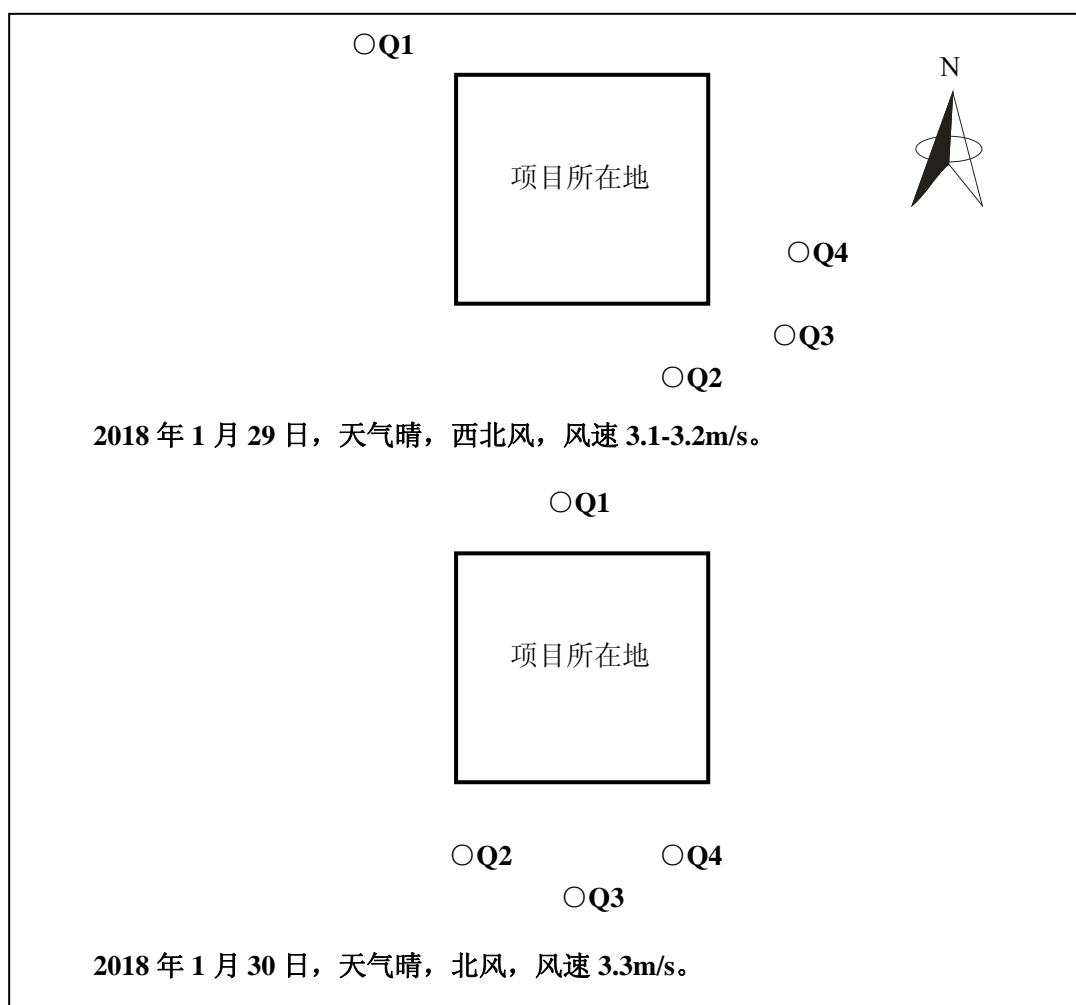 ○Q1
N
项目所在地
○Q4
○Q3
○Q2
2018 年 1 月 29 日，天气晴，西北风，风速 3.1-3.2m/s。
○Q1
项目所在地
○Q2 ○Q4
○Q3
2018 年 1 月 30 日，天气晴，北风，风速 3.3m/s。